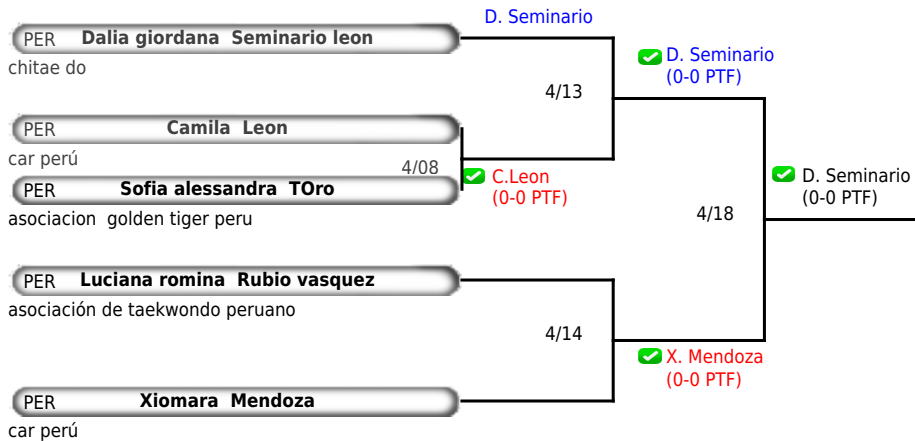 D. Seminario
PER Dalia giordana Seminario leon
chitae do
D. Seminario
(0-0 PTF)
4/13
PER Camila Leon
car perú
4/08
C.Leon
(0-0 PTF)
PER Sofia alessandra TOro
asociacion golden tiger peru
D. Seminario
(0-0 PTF)
4/18
PER Luciana romina Rubio vasquez
asociación de taekwondo peruano
4/14
X. Mendoza
(0-0 PTF)
PER Xiomara Mendoza
car perú